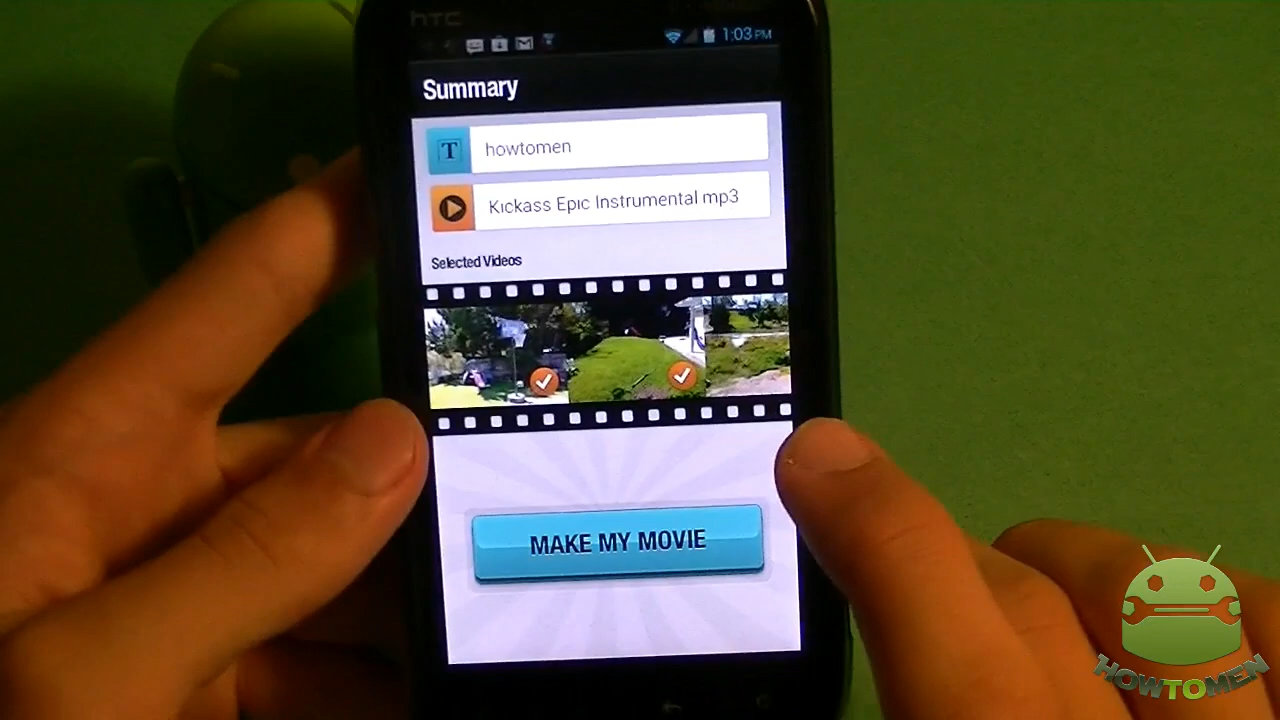 hTC
1:03 PM
Summary
T howtomen
Kickass Epic Instrumental mp3
Selected Videos
MAKE MY MOVIE
HOWTOMEN